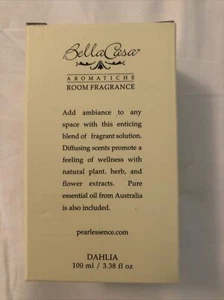 Bella Casa
AROMATICHE
ROOM FRAGRANCE
Add ambiance to any
space with this enticing
blend of fragrant solution.
Diffusing scents promote a
feeling of wellness with
natural plant. herb, and
flower extracts. Pure
essential oil from Australia
is also included.
pearlessence.com
DAHLIA
100 ml / 3.38 fl oz